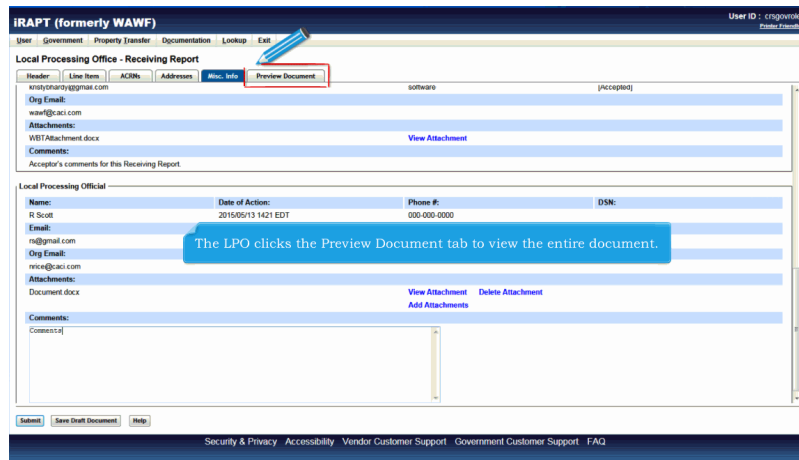 iRAPT (formerly WAWF)
User ID : crsgovrole
Printer Friendly
User Government Property Transfer Documentation Lookup Exit
Local Processing Office - Receiving Report
Header Line Item ACRNs Addresses Misc. Info Preview Document
kristybhardy@gmail.com software [Accepted]
Org Email:
wawf@caci.com
Attachments:
WBTAttachment.docx View Attachment
Comments:
Acceptor's comments for this Receiving Report.
Local Processing Official
Name: Date of Action: Phone #: DSN:
R Scott 2015/05/13 1421 EDT 000-000-0000
Email:
rs@gmail.com
The LPO clicks the Preview Document tab to view the entire document.
Org Email:
nrice@caci.com
Attachments:
Document.docx View Attachment Delete Attachment
Add Attachments
Comments:
Comments
Submit Save Draft Document Help
Security & Privacy Accessibility Vendor Customer Support Government Customer Support FAQ